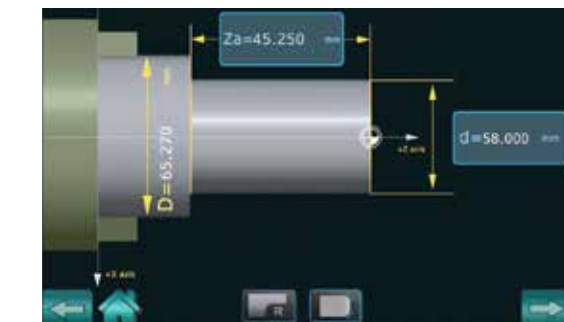 Za=45.250 mm
D=65.270
+Z axis
d=58.000 mm
+X axis
R